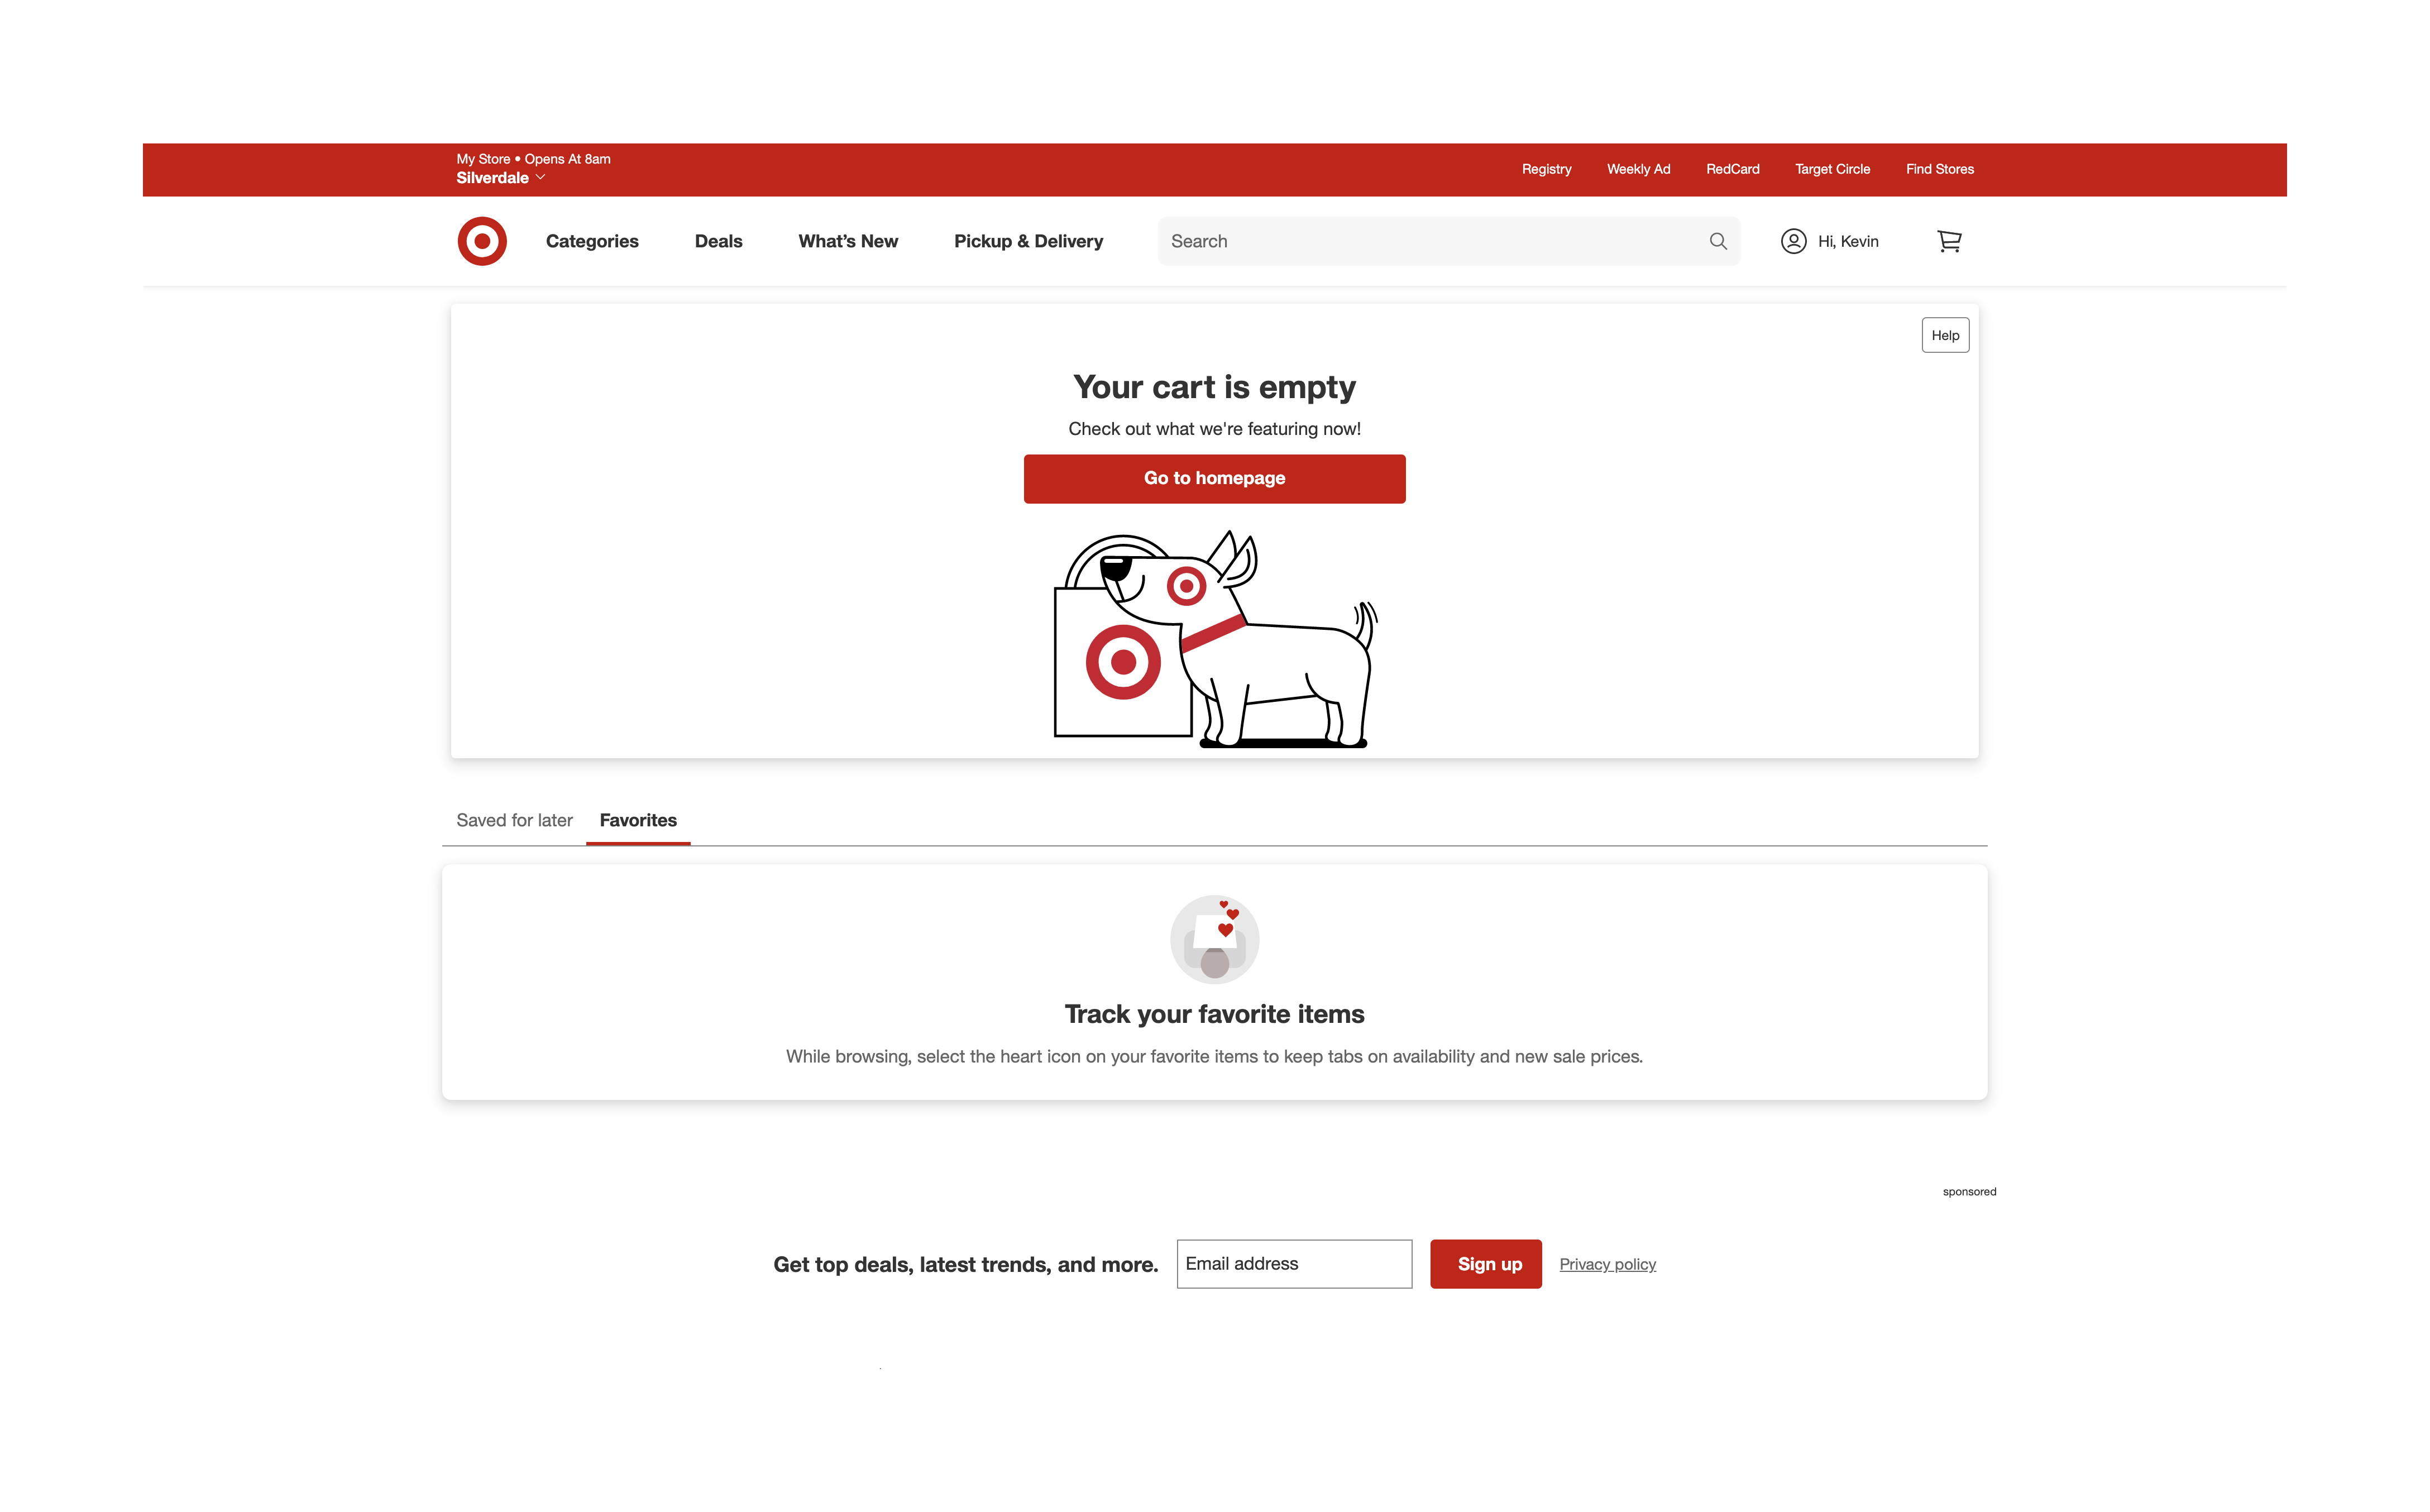 My Store • Opens At 8am
Silverdale
Registry
Weekly Ad
RedCard
Target Circle
Find Stores
Categories
Deals
What’s New
Pickup & Delivery
Search
Hi, Kevin
Help
Your cart is empty
Check out what we're featuring now!
Go to homepage
Saved for later
Favorites
Track your favorite items
While browsing, select the heart icon on your favorite items to keep tabs on availability and new sale prices.
sponsored
Get top deals, latest trends, and more.
Email address
Sign up
Privacy policy